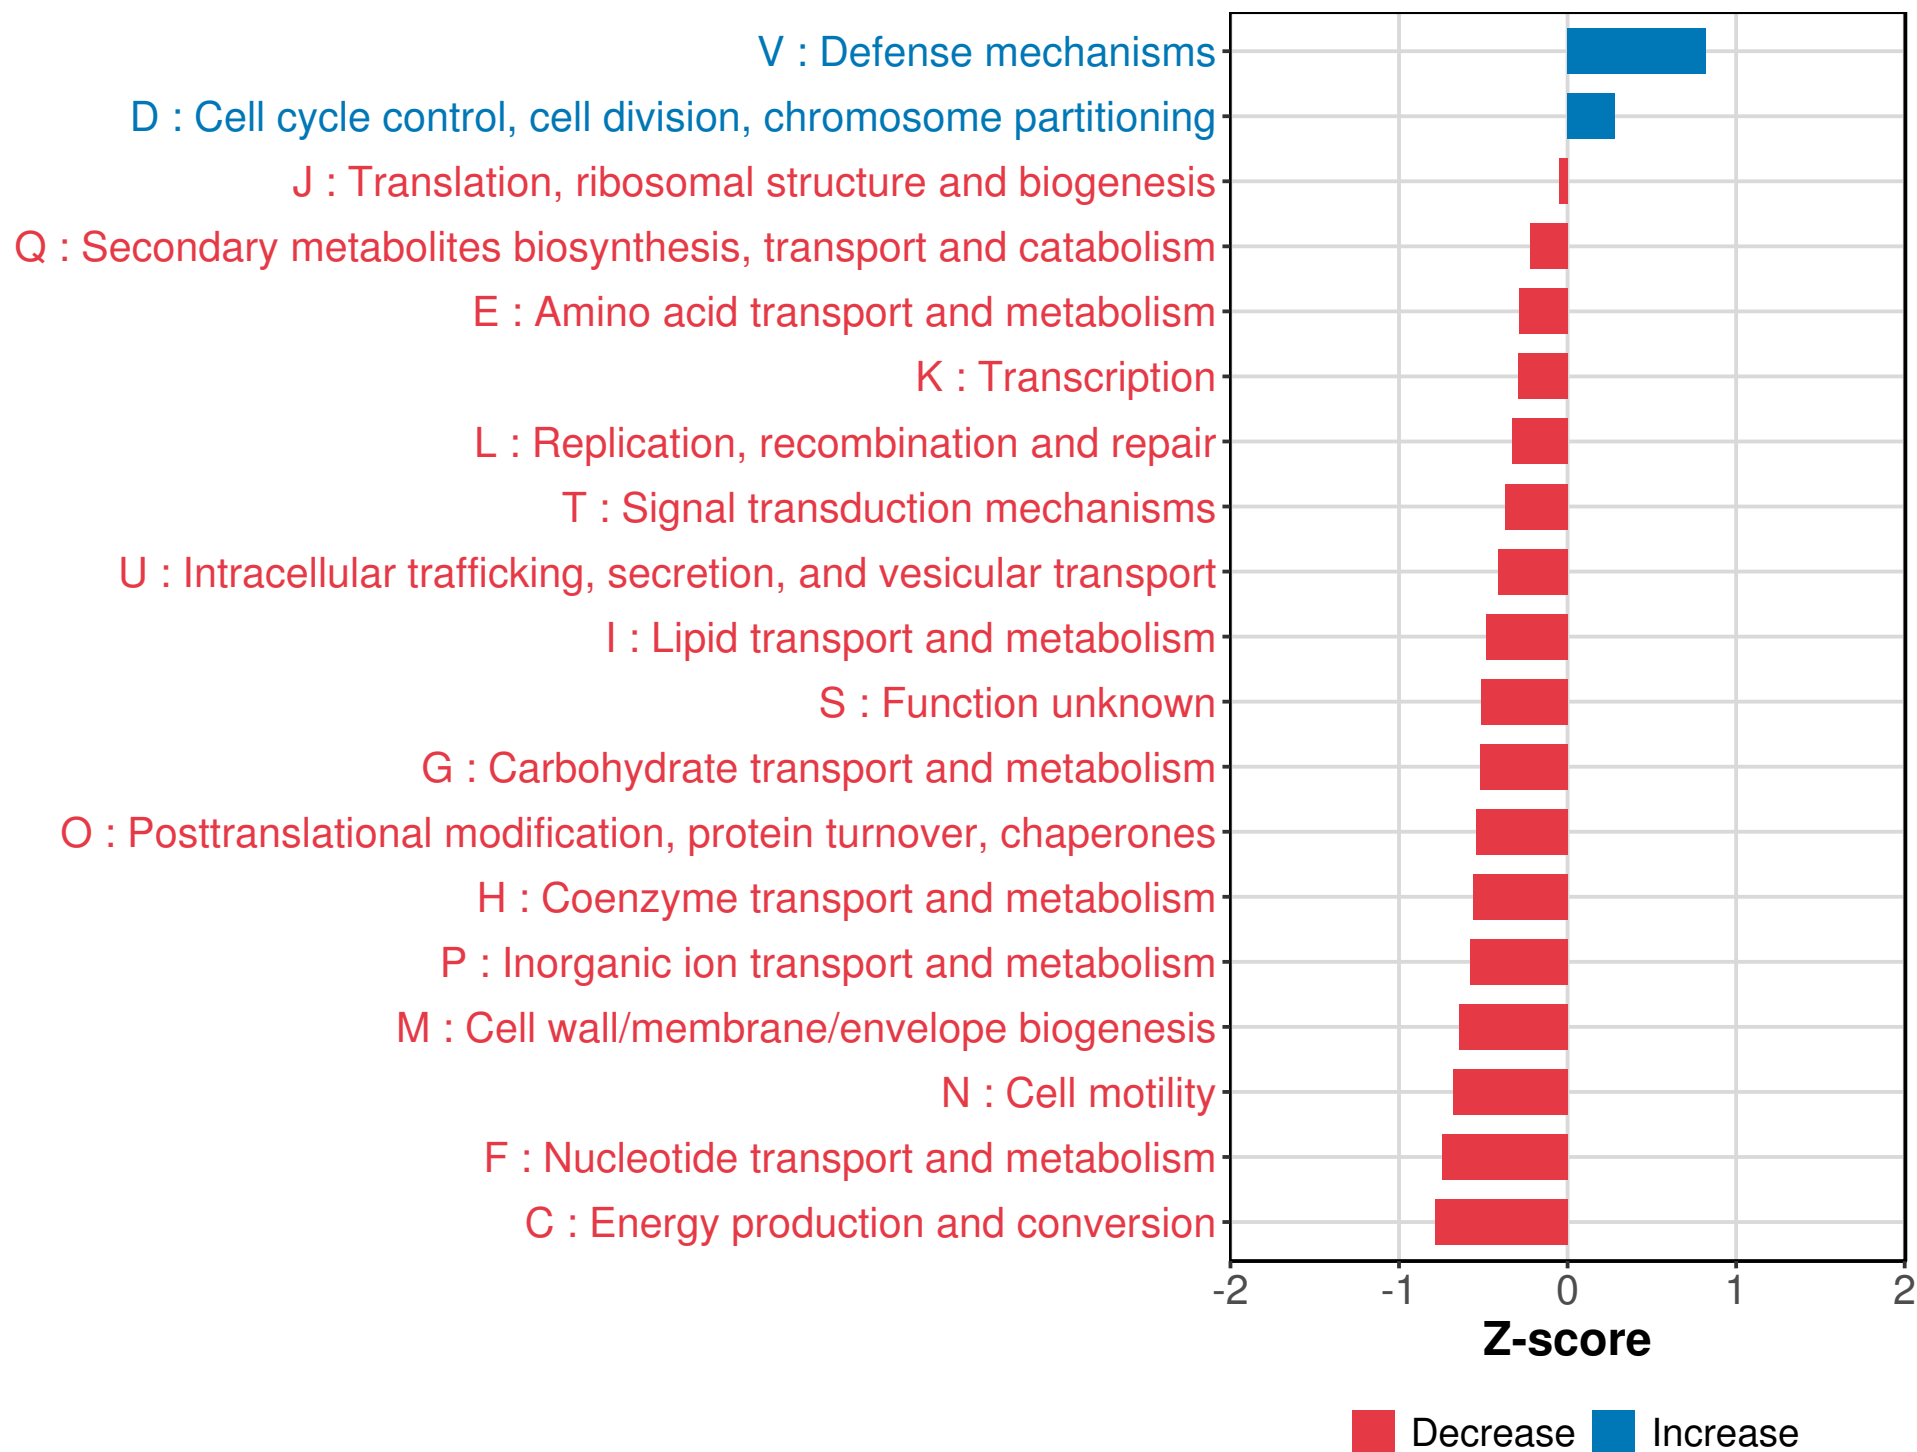 V : Defense mechanisms
D : Cell cycle control, cell division, chromosome partitioning
J : Translation, ribosomal structure and biogenesis
Q : Secondary metabolites biosynthesis, transport and catabolism
E : Amino acid transport and metabolism
K : Transcription
L : Replication, recombination and repair
T : Signal transduction mechanisms
U : Intracellular trafficking, secretion, and vesicular transport
I : Lipid transport and metabolism
S : Function unknown
G : Carbohydrate transport and metabolism
O : Posttranslational modification, protein turnover, chaperones
H : Coenzyme transport and metabolism
P : Inorganic ion transport and metabolism
M : Cell wall/membrane/envelope biogenesis
N : Cell motility
F : Nucleotide transport and metabolism
C : Energy production and conversion
-2 -1 0 1 2
Z-score
Decrease Increase